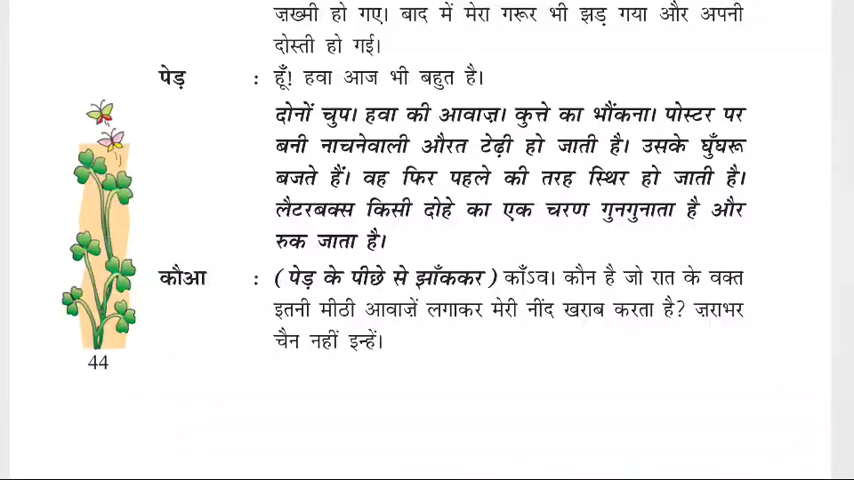 ज़ख्मी हो गए। बाद में मेरा गरूर भी झड़ गया और अपनी
दोस्ती हो गई।
पेड़ : हूँ! हवा आज भी बहुत है।
दोनों चुप। हवा की आवाज़। कुत्ते का भौंकना। पोस्टर पर
बनी नाचनेवाली औरत टेढ़ी हो जाती है। उसके घुँघरू
बजते हैं। वह फिर पहले की तरह स्थिर हो जाती है।
लैटरबक्स किसी दोहे का एक चरण गुनगुनाता है और
रुक जाता है।
कौआ : (पेड़ के पीछे से झाँककर) काँऽव। कौन है जो रात के वक्त
इतनी मीठी आवाज़ें लगाकर मेरी नींद खराब करता है? ज़राभर
चैन नहीं इन्हें।
44